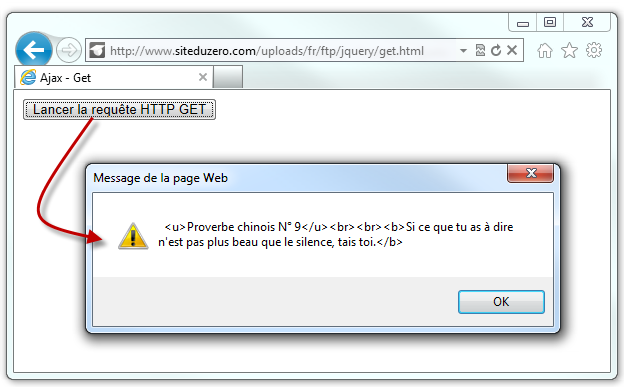 http://www.siteduzero.com/uploads/fr/ftp/jquery/get.html
Ajax - Get
Lancer la requête HTTP GET
Message de la page Web
<u>Proverbe chinois N° 9</u><br><br><b>Si ce que tu as à dire
n'est pas plus beau que le silence, tais toi.</b>
OK